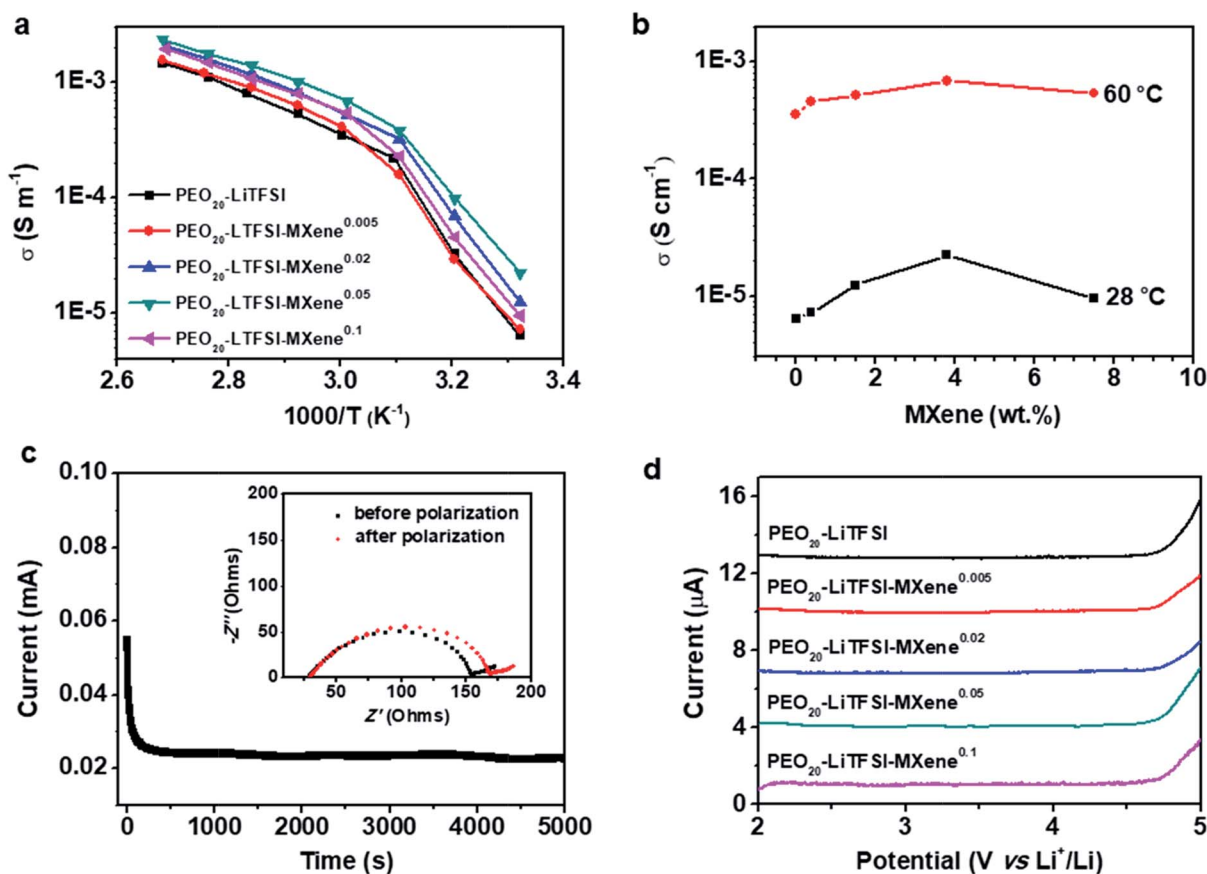 a
1E-3
1E-4
1E-5
σ (S m⁻¹)
PEO₂₀-LiTFSI
PEO₂₀-LTFSI-MXene⁰·⁰⁰⁵
PEO₂₀-LTFSI-MXene⁰·⁰²
PEO₂₀-LTFSI-MXene⁰·⁰⁵
PEO₂₀-LTFSI-MXene⁰·¹
2.6 2.8 3.0 3.2 3.4
1000/T (K⁻¹)
b
1E-3
1E-4
1E-5
σ (S cm⁻¹)
60 °C
28 °C
0 2 4 6 8 10
MXene (wt.%)
c
0.10
0.08
0.06
0.04
0.02
Current (mA)
200
150
100
50
0
-Z''(Ohms)
before polarization
after polarization
50 100 150 200
Z' (Ohms)
0 1000 2000 3000 4000 5000
Time (s)
d
16
12
8
4
0
Current (μA)
PEO₂₀-LiTFSI
PEO₂₀-LiTFSI-MXene⁰·⁰⁰⁵
PEO₂₀-LiTFSI-MXene⁰·⁰²
PEO₂₀-LiTFSI-MXene⁰·⁰⁵
PEO₂₀-LiTFSI-MXene⁰·¹
2 3 4 5
Potential (V vs Li⁺/Li)